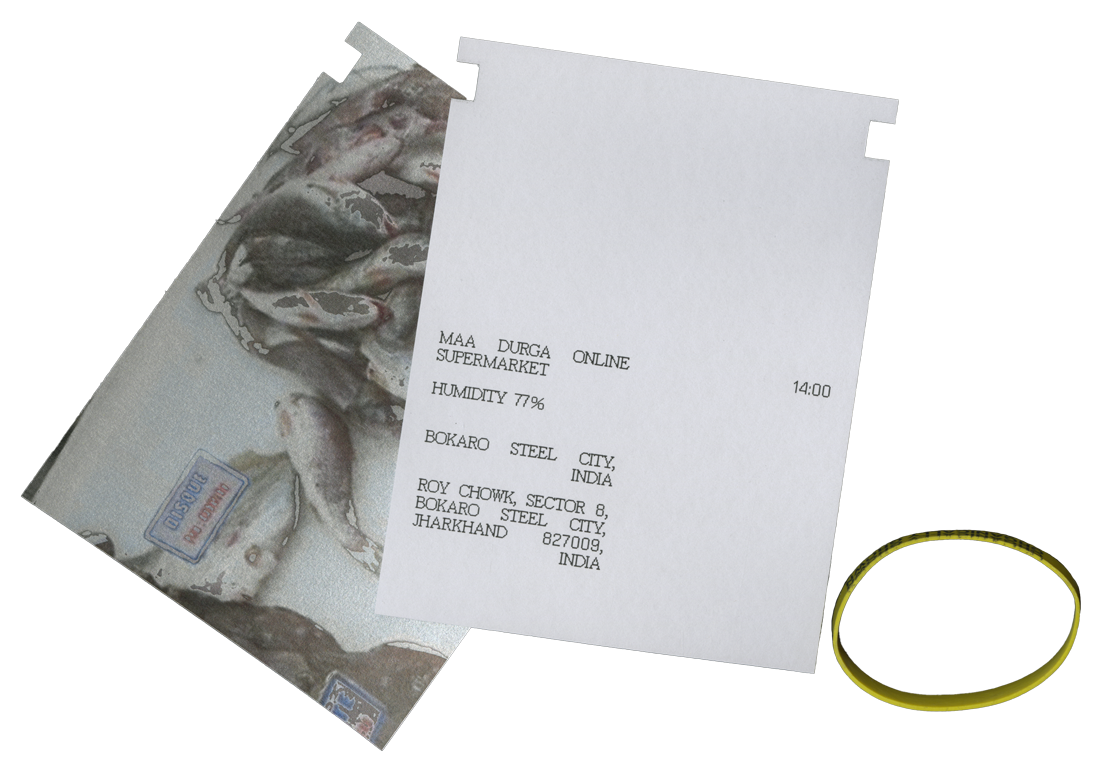 MAA DURGA ONLINE
SUPERMARKET
14:00
HUMIDITY 77%
BOKARO STEEL CITY,
INDIA
ROY CHOWK, SECTOR 8,
BOKARO STEEL CITY,
JHARKHAND 827009,
INDIA